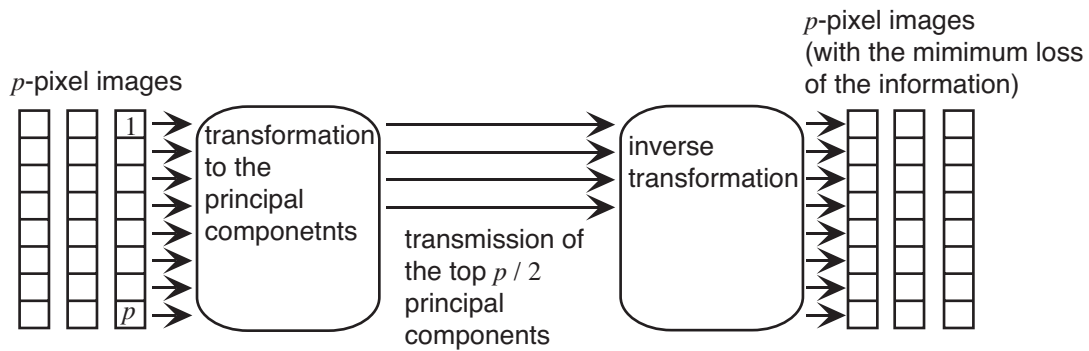 p-pixel images
1
p
transformation
to the
principal
componetnts
transmission of
the top p / 2
principal
components
inverse
transformation
p-pixel images
(with the mimimum loss
of the information)